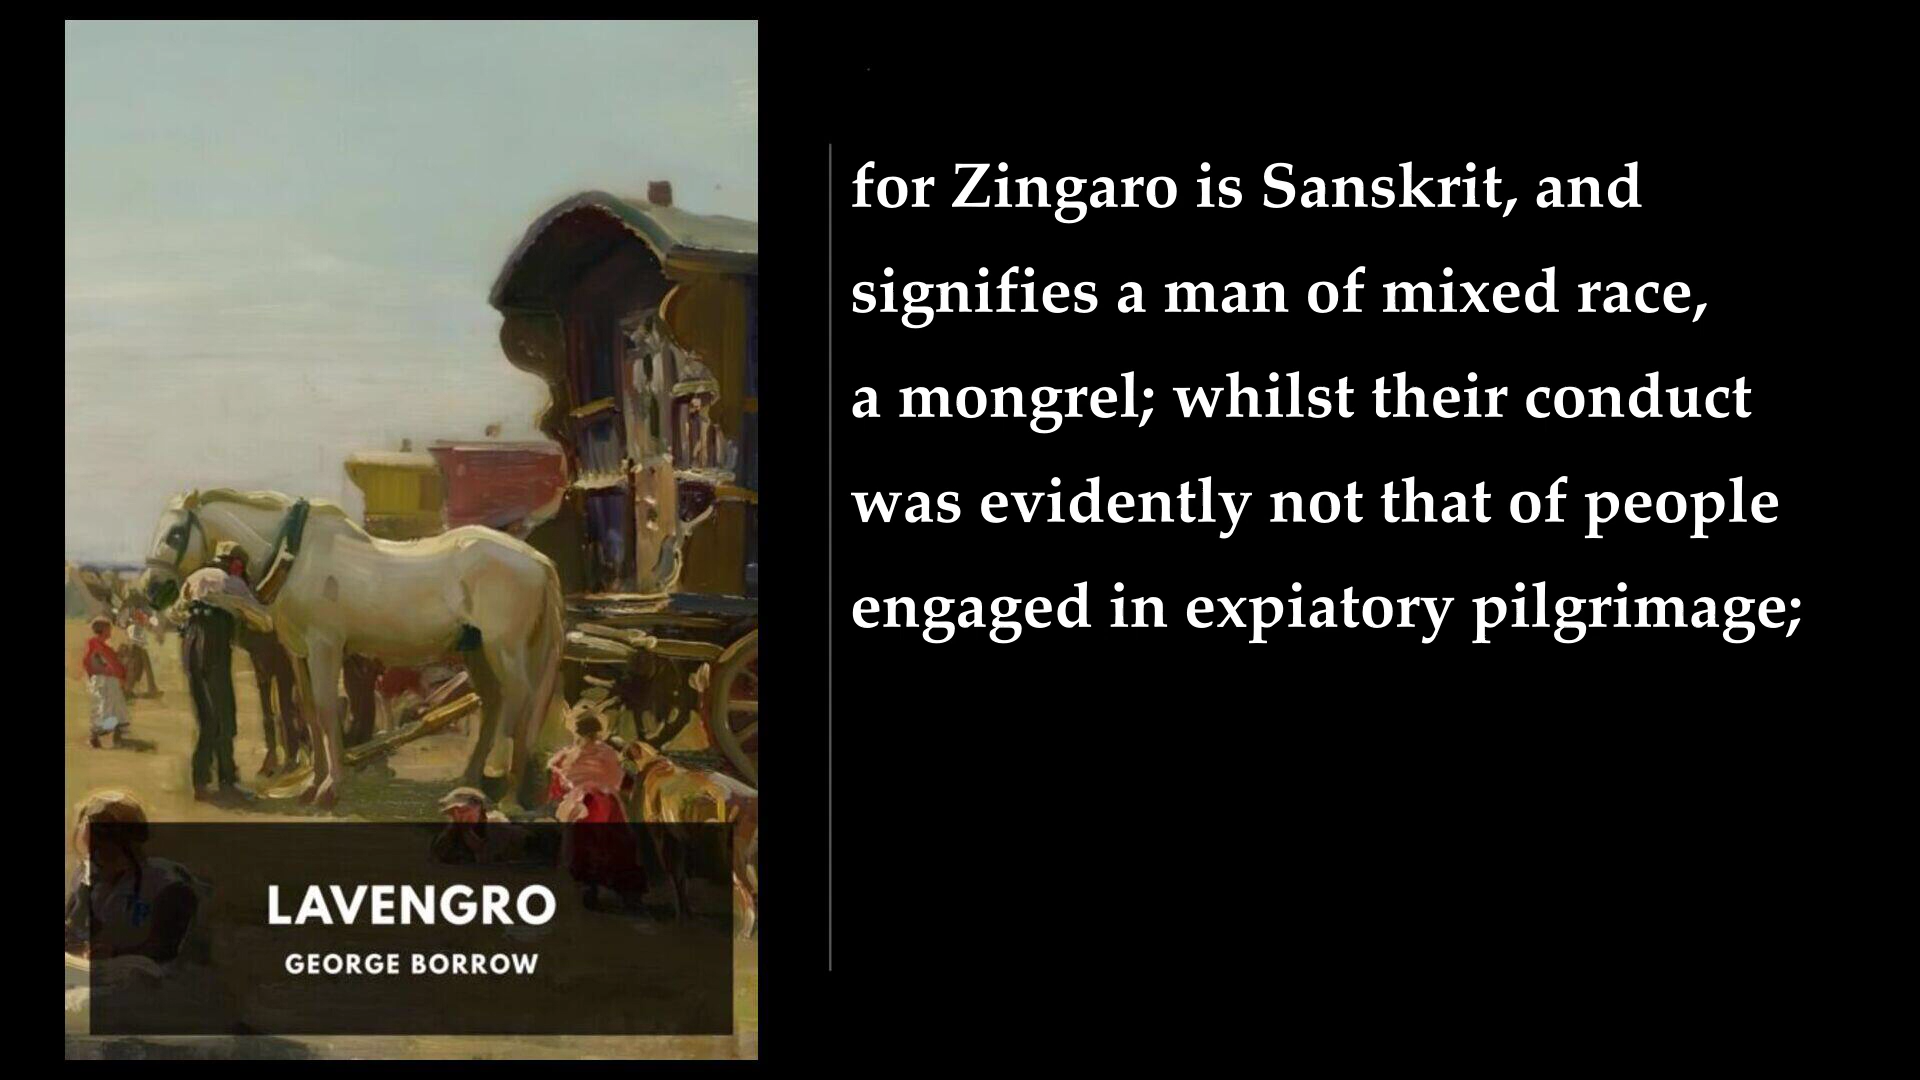 for Zingaro is Sanskrit, and
signifies a man of mixed race,
a mongrel; whilst their conduct
was evidently not that of people
engaged in expiatory pilgrimage;
LAVENGRO
GEORGE BORROW